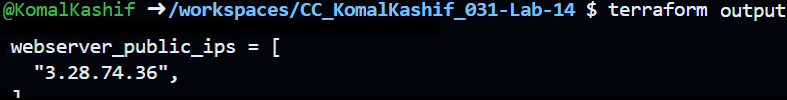 @KomalKashif ➜/workspaces/CC_KomalKashif_031-Lab-14 $ terraform output
webserver_public_ips = [
"3.28.74.36",
]